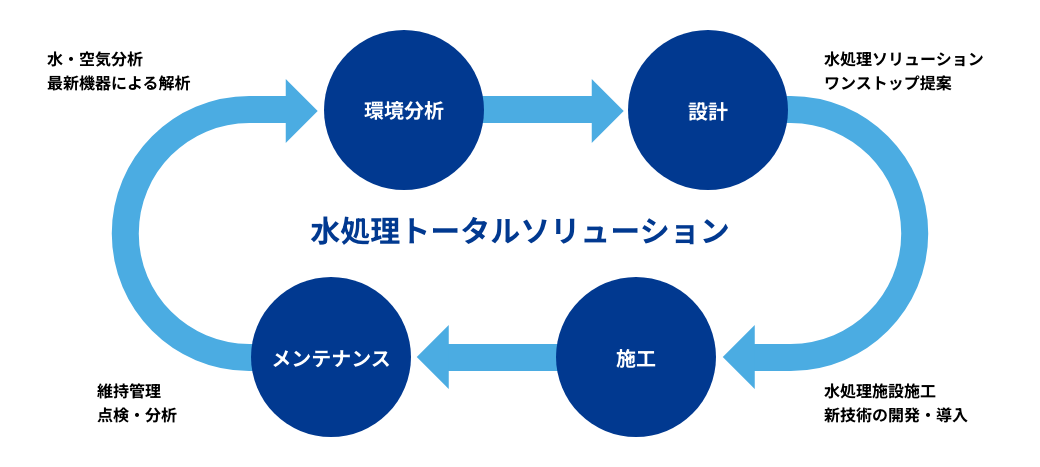 水・空気分析
最新機器による解析
環境分析
設計
水処理ソリューション
ワンストップ提案
水処理トータルソリューション
メンテナンス
施工
維持管理
点検・分析
水処理施設施工
新技術の開発・導入